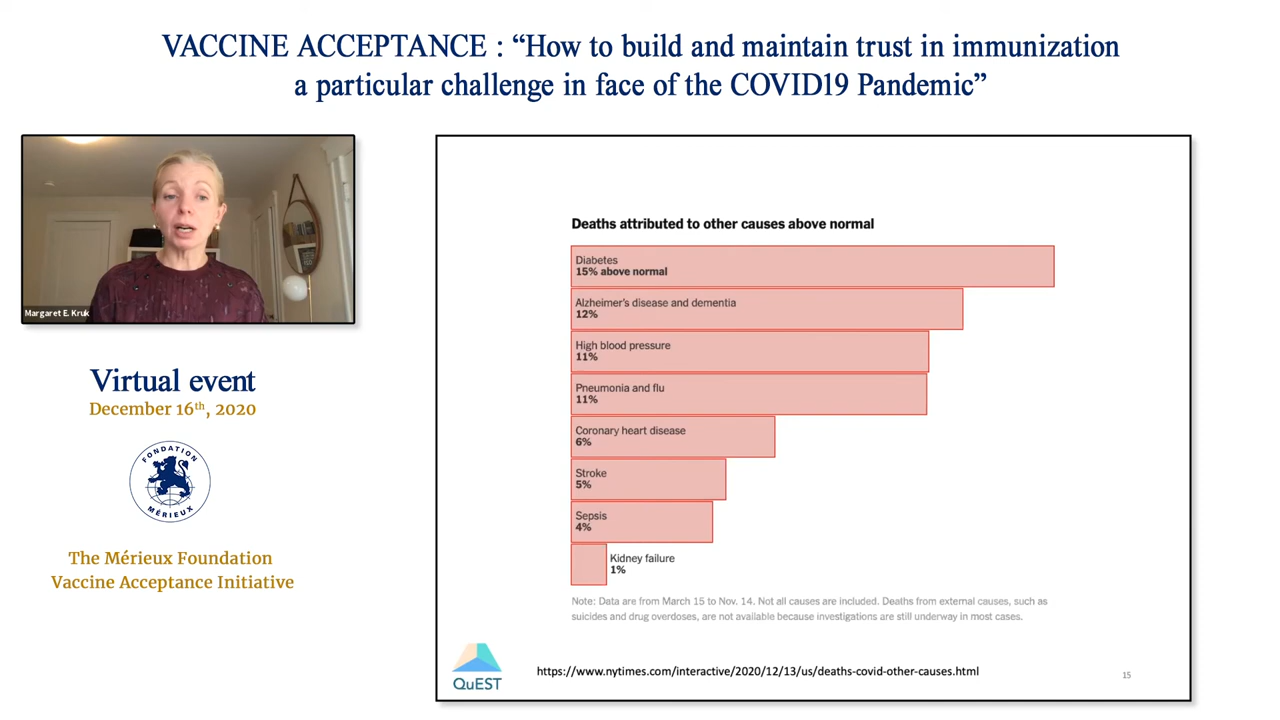 VACCINE ACCEPTANCE : “How to build and maintain trust in immunization
a particular challenge in face of the COVID19 Pandemic”
Margaret E. Kruk
Virtual event
December 16th, 2020
FONDATION
MÉRIEUX
The Mérieux Foundation
Vaccine Acceptance Initiative
Deaths attributed to other causes above normal
Diabetes
15% above normal
Alzheimer’s disease and dementia
12%
High blood pressure
11%
Pneumonia and flu
11%
Coronary heart disease
6%
Stroke
5%
Sepsis
4%
Kidney failure
1%
Note: Data are from March 15 to Nov. 14. Not all causes are included. Deaths from external causes, such as
suicides and drug overdoses, are not available because investigations are still underway in most cases.
QuEST
https://www.nytimes.com/interactive/2020/12/13/us/deaths-covid-other-causes.html
15